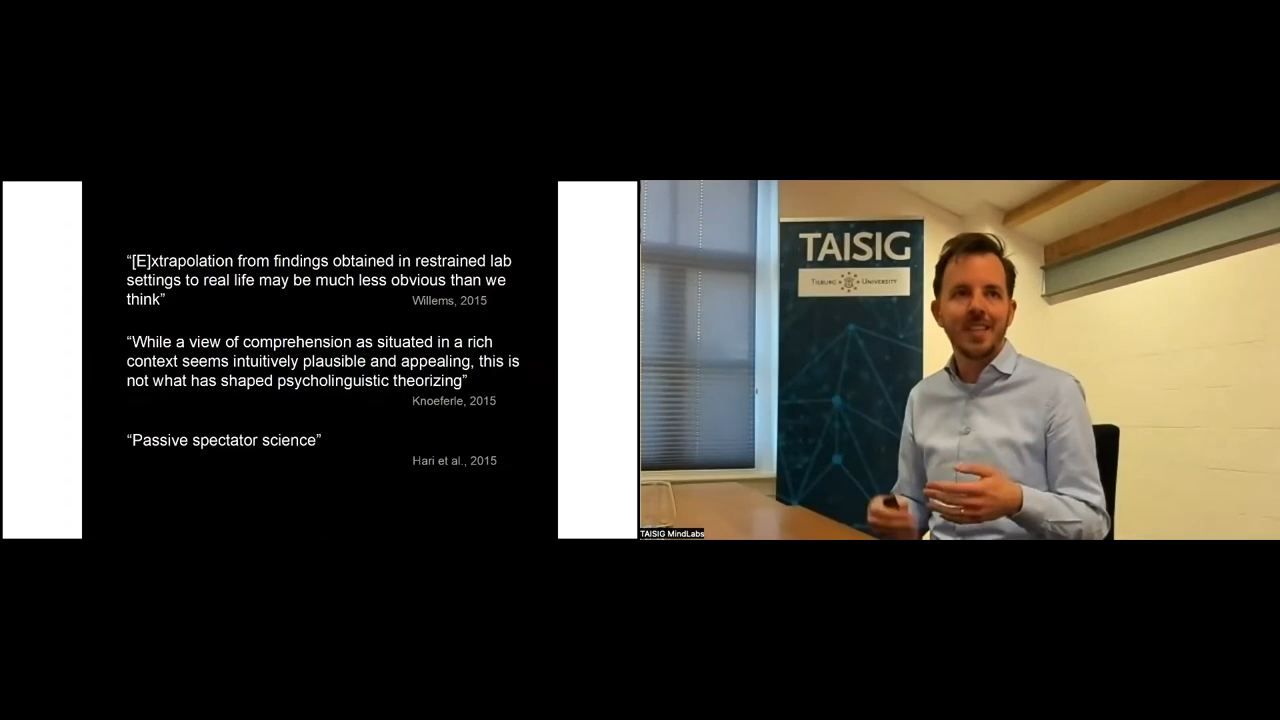 “[E]xtrapolation from findings obtained in restrained lab
settings to real life may be much less obvious than we
think”
Willems, 2015
“While a view of comprehension as situated in a rich
context seems intuitively plausible and appealing, this is
not what has shaped psycholinguistic theorizing”
Knoeferle, 2015
“Passive spectator science”
Hari et al., 2015
TAISIG
TILBURG UNIVERSITY
TAISIG MindLabs